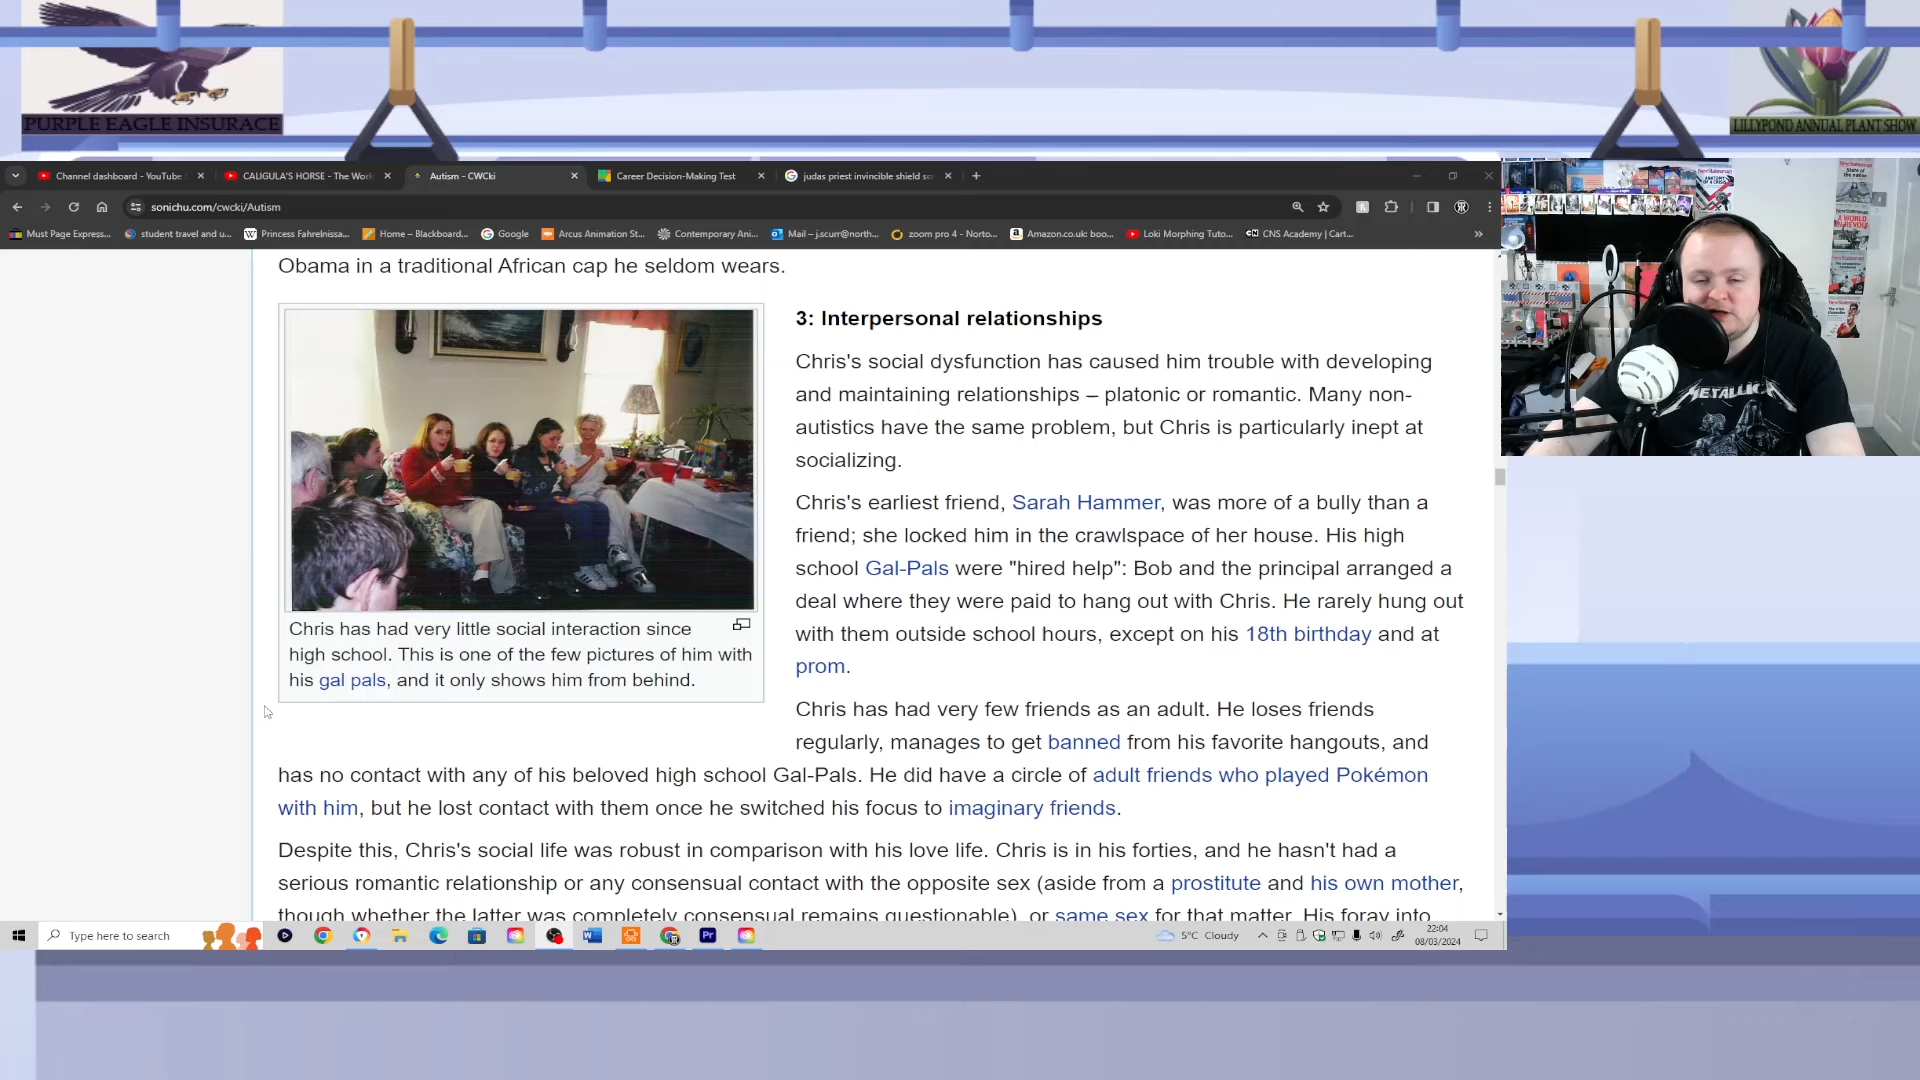 PURPLE EAGLE INSURACE
LILLYPOND ANNUAL PLANT SHOW
Channel dashboard - YouTube
CALIGULA'S HORSE - The Worl
Autism - CWCki
Career Decision-Making Test
judas priest invincible shield so
sonichu.com/cwcki/Autism
Must Page Express...
student travel and u...
Princess Fahrelnissa...
Home – Blackboard...
Google
Arcus Animation St...
Contemporary Ani...
Mail – j.scurr@north...
zoom pro 4 - Norto...
Amazon.co.uk: boo...
Loki Morphing Tuto...
CNS Academy | Cart...
Obama in a traditional African cap he seldom wears.
3: Interpersonal relationships
Chris's social dysfunction has caused him trouble with developing
and maintaining relationships – platonic or romantic. Many non-
autistics have the same problem, but Chris is particularly inept at
socializing.
Chris's earliest friend, Sarah Hammer, was more of a bully than a
friend; she locked him in the crawlspace of her house. His high
school Gal-Pals were "hired help": Bob and the principal arranged a
deal where they were paid to hang out with Chris. He rarely hung out
with them outside school hours, except on his 18th birthday and at
prom.
Chris has had very little social interaction since
high school. This is one of the few pictures of him with
his gal pals, and it only shows him from behind.
Chris has had very few friends as an adult. He loses friends
regularly, manages to get banned from his favorite hangouts, and
has no contact with any of his beloved high school Gal-Pals. He did have a circle of adult friends who played Pokémon
with him, but he lost contact with them once he switched his focus to imaginary friends.
Despite this, Chris's social life was robust in comparison with his love life. Chris is in his forties, and he hasn't had a
serious romantic relationship or any consensual contact with the opposite sex (aside from a prostitute and his own mother,
though whether the latter was completely consensual remains questionable), or same sex for that matter. His foray into
Type here to search
5°C Cloudy
22:04
08/03/2024
METALLICA